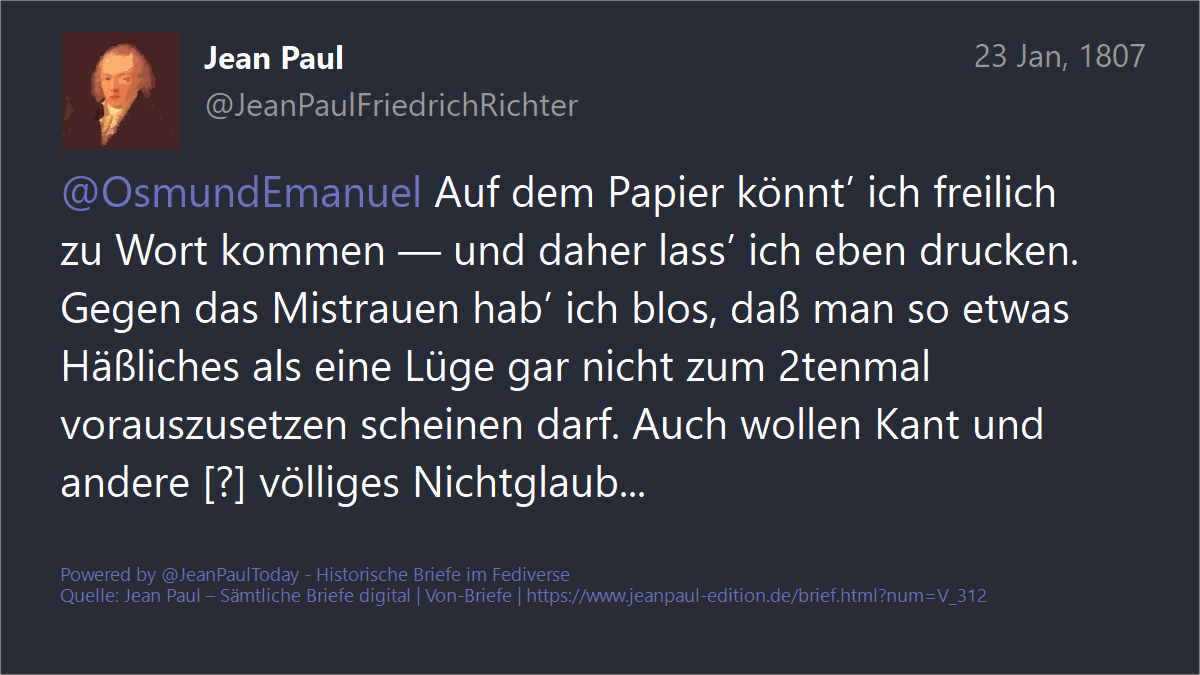 Jean Paul
23 Jan, 1807
@JeanPaulFriedrichRichter
@OsmundEmanuel Auf dem Papier könnt’ ich freilich
zu Wort kommen — und daher lass’ ich eben drucken.
Gegen das Mistrauen hab’ ich blos, daß man so etwas
Häßliches als eine Lüge gar nicht zum 2tenmal
vorauszusetzen scheinen darf. Auch wollen Kant und
andere [?] völliges Nichtglaub...
Powered by @JeanPaulToday - Historische Briefe im Fediverse
Quelle: Jean Paul – Sämtliche Briefe digital | Von-Briefe | https://www.jeanpaul-edition.de/brief.html?num=V_312